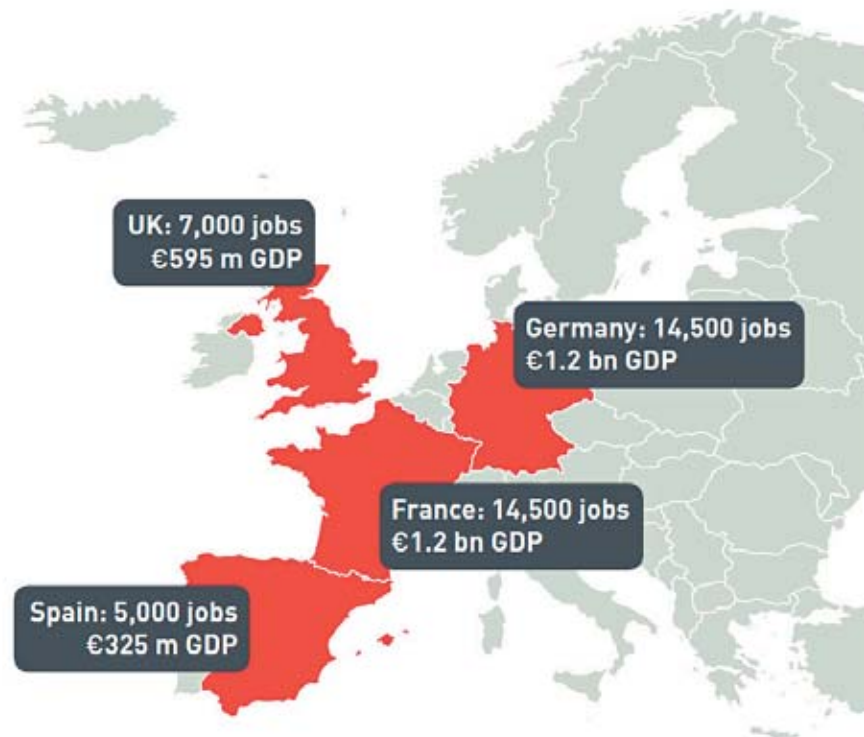 UK: 7,000 jobs
€595 m GDP
Germany: 14,500 jobs
€1.2 bn GDP
France: 14,500 jobs
€1.2 bn GDP
Spain: 5,000 jobs
€325 m GDP